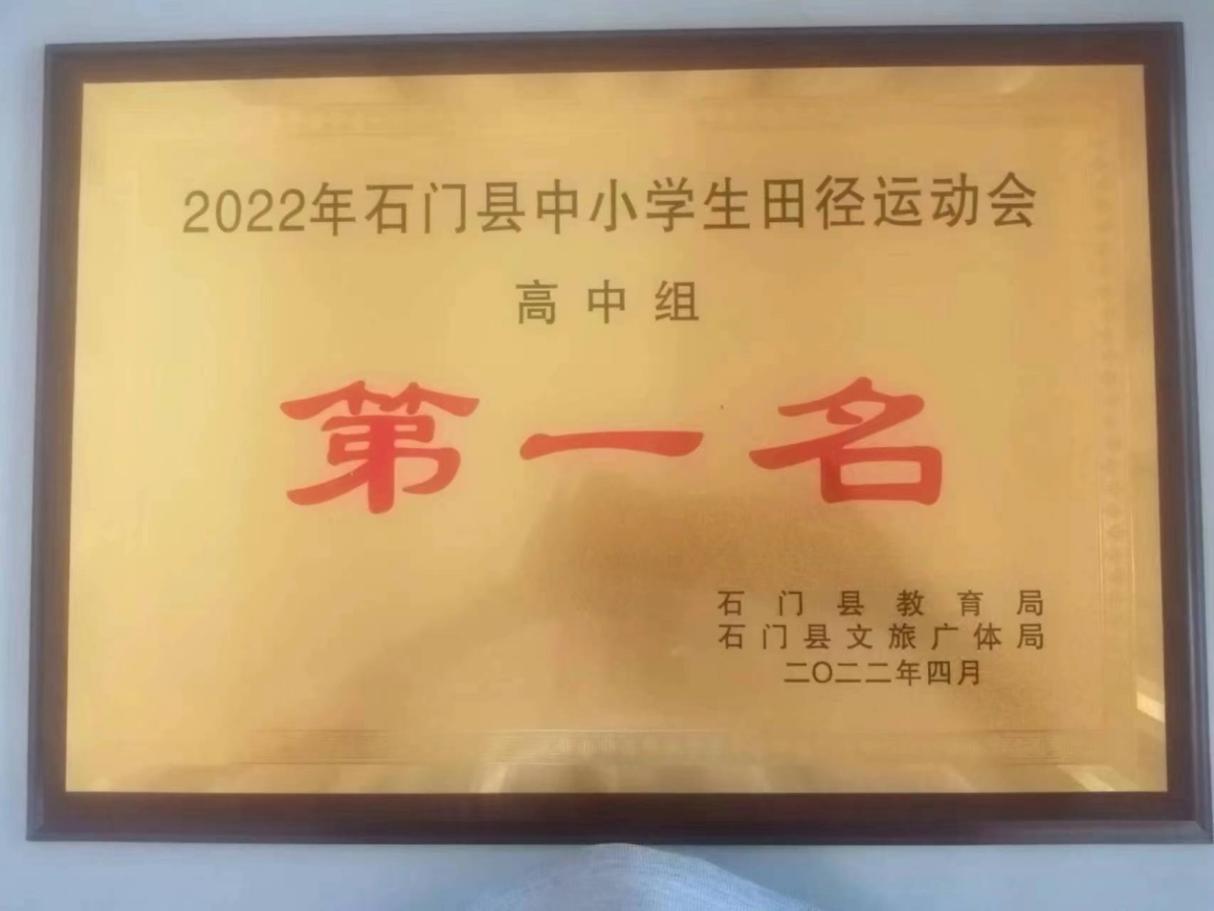 2022年石门县中小学生田径运动会
高中组
第一名
石门县教育局
石门县文旅广体局
二〇二二年四月